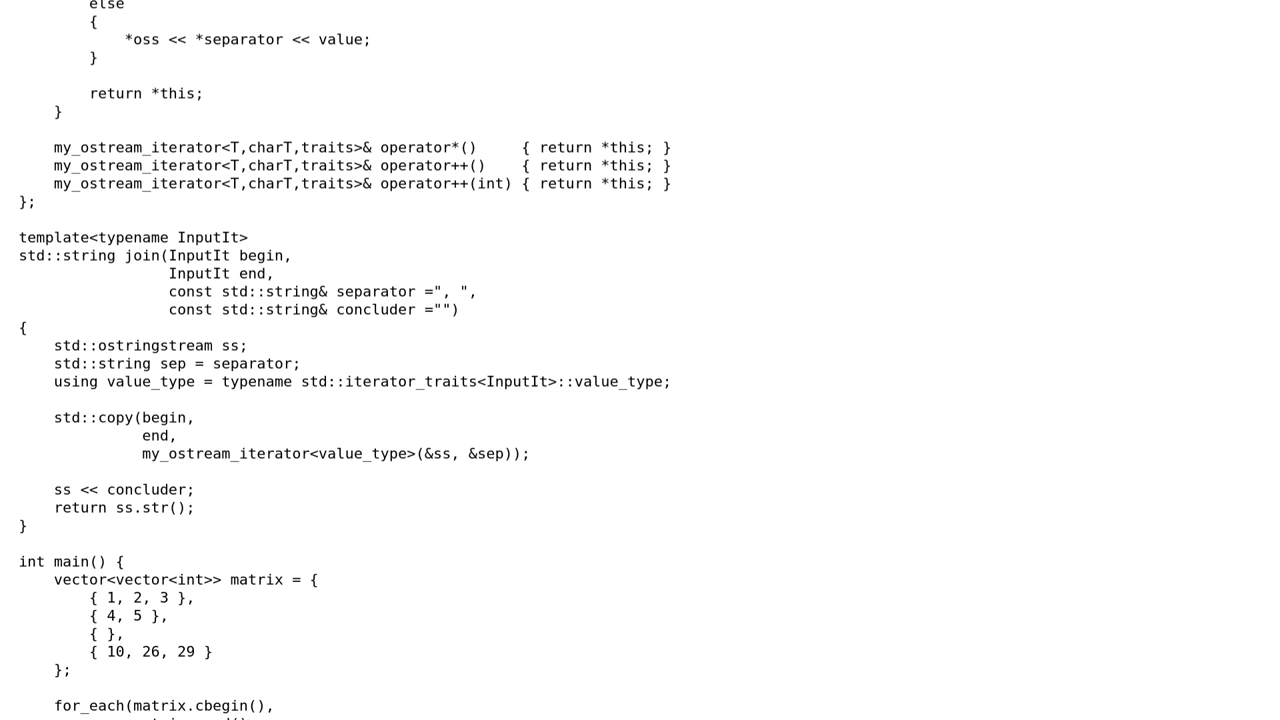 else
        {
            *oss << *separator << value;
        }

        return *this;
    }

    my_ostream_iterator<T,charT,traits>& operator*()     { return *this; }
    my_ostream_iterator<T,charT,traits>& operator++()    { return *this; }
    my_ostream_iterator<T,charT,traits>& operator++(int) { return *this; }
};

template<typename InputIt>
std::string join(InputIt begin,
                 InputIt end,
                 const std::string& separator =", ",
                 const std::string& concluder ="")
{
    std::ostringstream ss;
    std::string sep = separator;
    using value_type = typename std::iterator_traits<InputIt>::value_type;

    std::copy(begin,
              end,
              my_ostream_iterator<value_type>(&ss, &sep));

    ss << concluder;
    return ss.str();
}

int main() {
    vector<vector<int>> matrix = {
        { 1, 2, 3 },
        { 4, 5 },
        { },
        { 10, 26, 29 }
    };

    for_each(matrix.cbegin(),